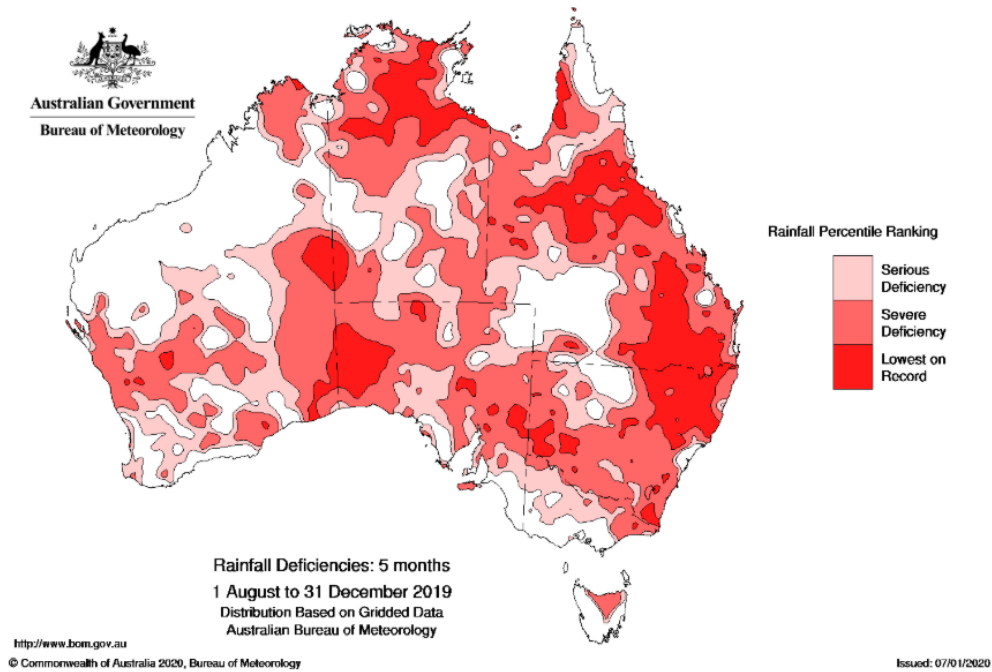 Australian Government
Bureau of Meteorology
Rainfall Percentile Ranking
Serious
Deficiency
Severe
Deficiency
Lowest on
Record
Rainfall Deficiencies: 5 months
1 August to 31 December 2019
Distribution Based on Gridded Data
Australian Bureau of Meteorology
http://www.bom.gov.au
© Commonwealth of Australia 2020, Bureau of Meteorology
Issued: 07/01/2020